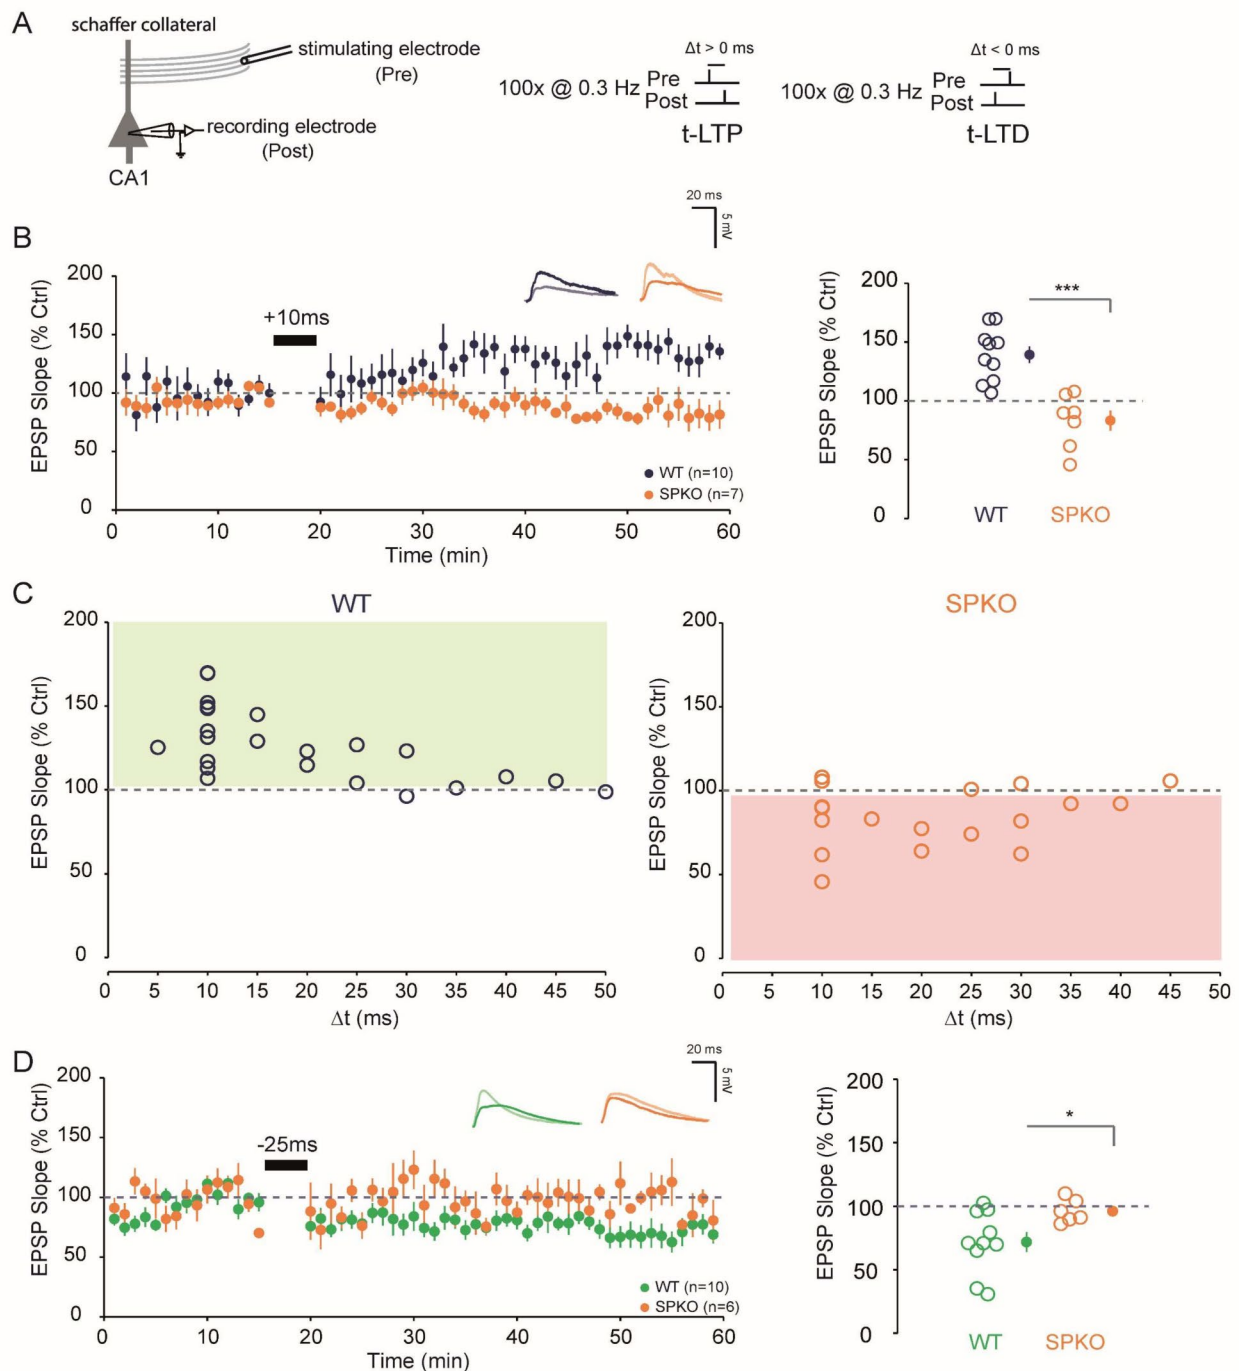 A
schaffer collateral
stimulating electrode
(Pre)
recording electrode
(Post)
CA1
Δt > 0 ms
100x @ 0.3 Hz
Pre
Post
t-LTP
Δt < 0 ms
100x @ 0.3 Hz
Pre
Post
t-LTD
B
20 ms
5 mV
EPSP Slope (% Ctrl)
200
150
100
50
0
+10ms
WT (n=10)
SPKO (n=7)
0 10 20 30 40 50 60
Time (min)
EPSP Slope (% Ctrl)
200
150
100
50
0
***
WT SPKO
C
WT
EPSP Slope (% Ctrl)
200
150
100
50
0
0 5 10 15 20 25 30 35 40 45 50
Δt (ms)
SPKO
EPSP Slope (% Ctrl)
200
150
100
50
0
0 5 10 15 20 25 30 35 40 45 50
Δt (ms)
D
20 ms
5 mV
EPSP Slope (% Ctrl)
200
150
100
50
0
-25ms
WT (n=10)
SPKO (n=6)
0 10 20 30 40 50 60
Time (min)
EPSP Slope (% Ctrl)
200
150
100
50
0
*
WT SPKO